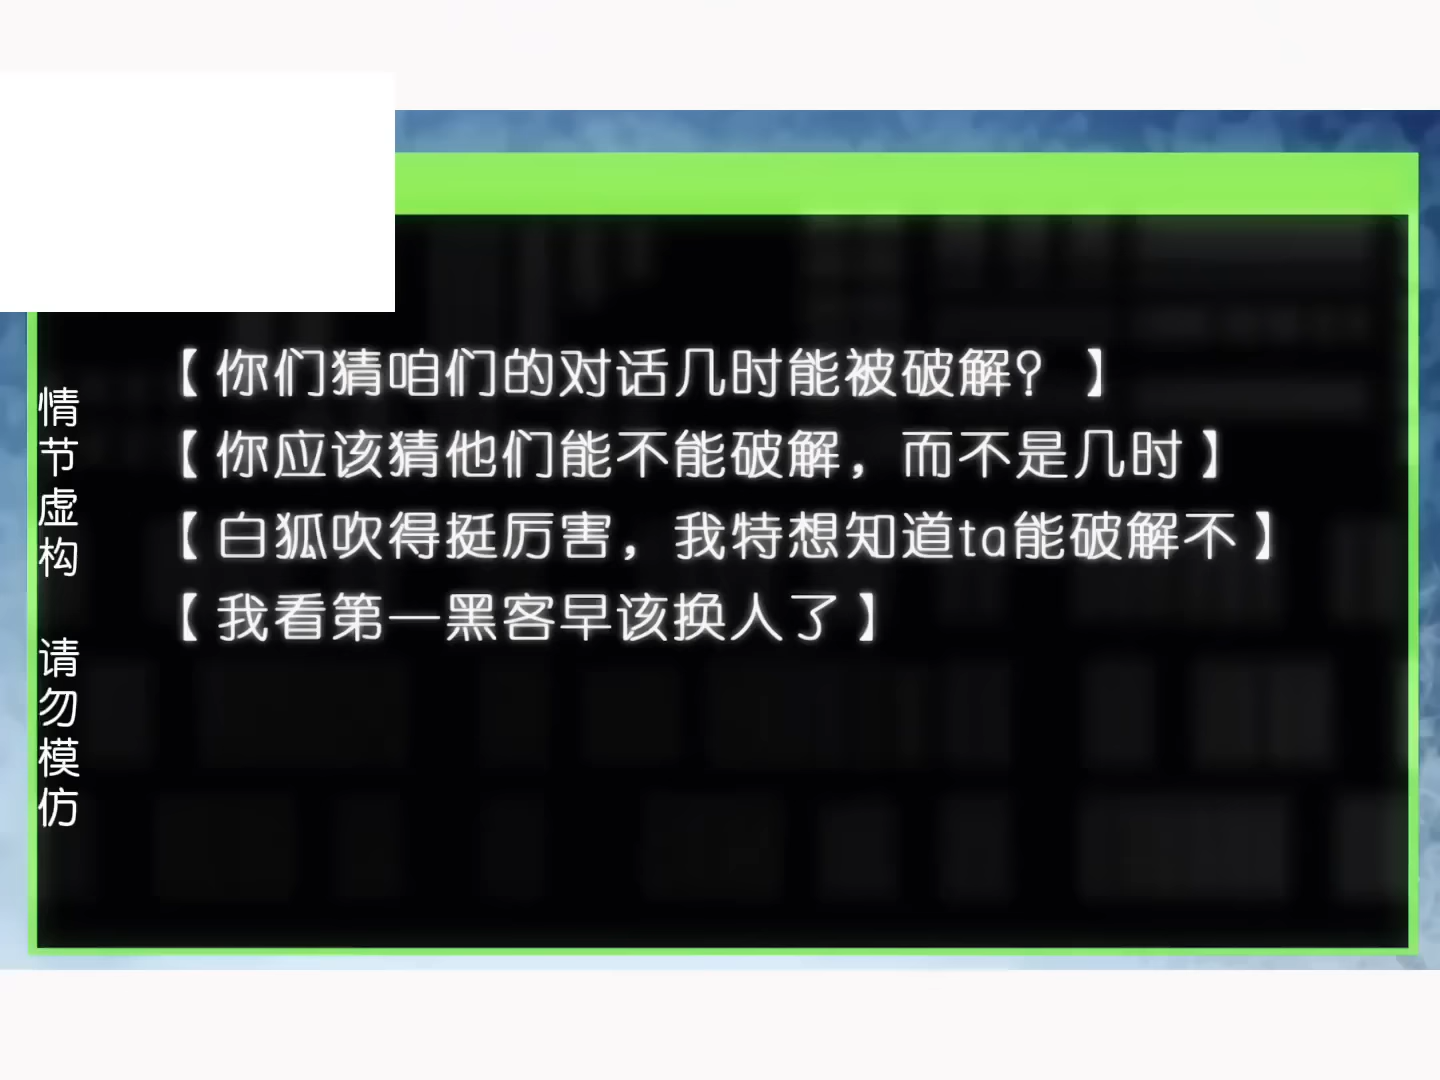 【你们猜咱们的对话几时能被破解？】
【你应该猜他们能不能破解，而不是几时】
【白狐吹得挺厉害，我特想知道ta能破解不】
【我看第一黑客早该换人了】
情节虚构 请勿模仿